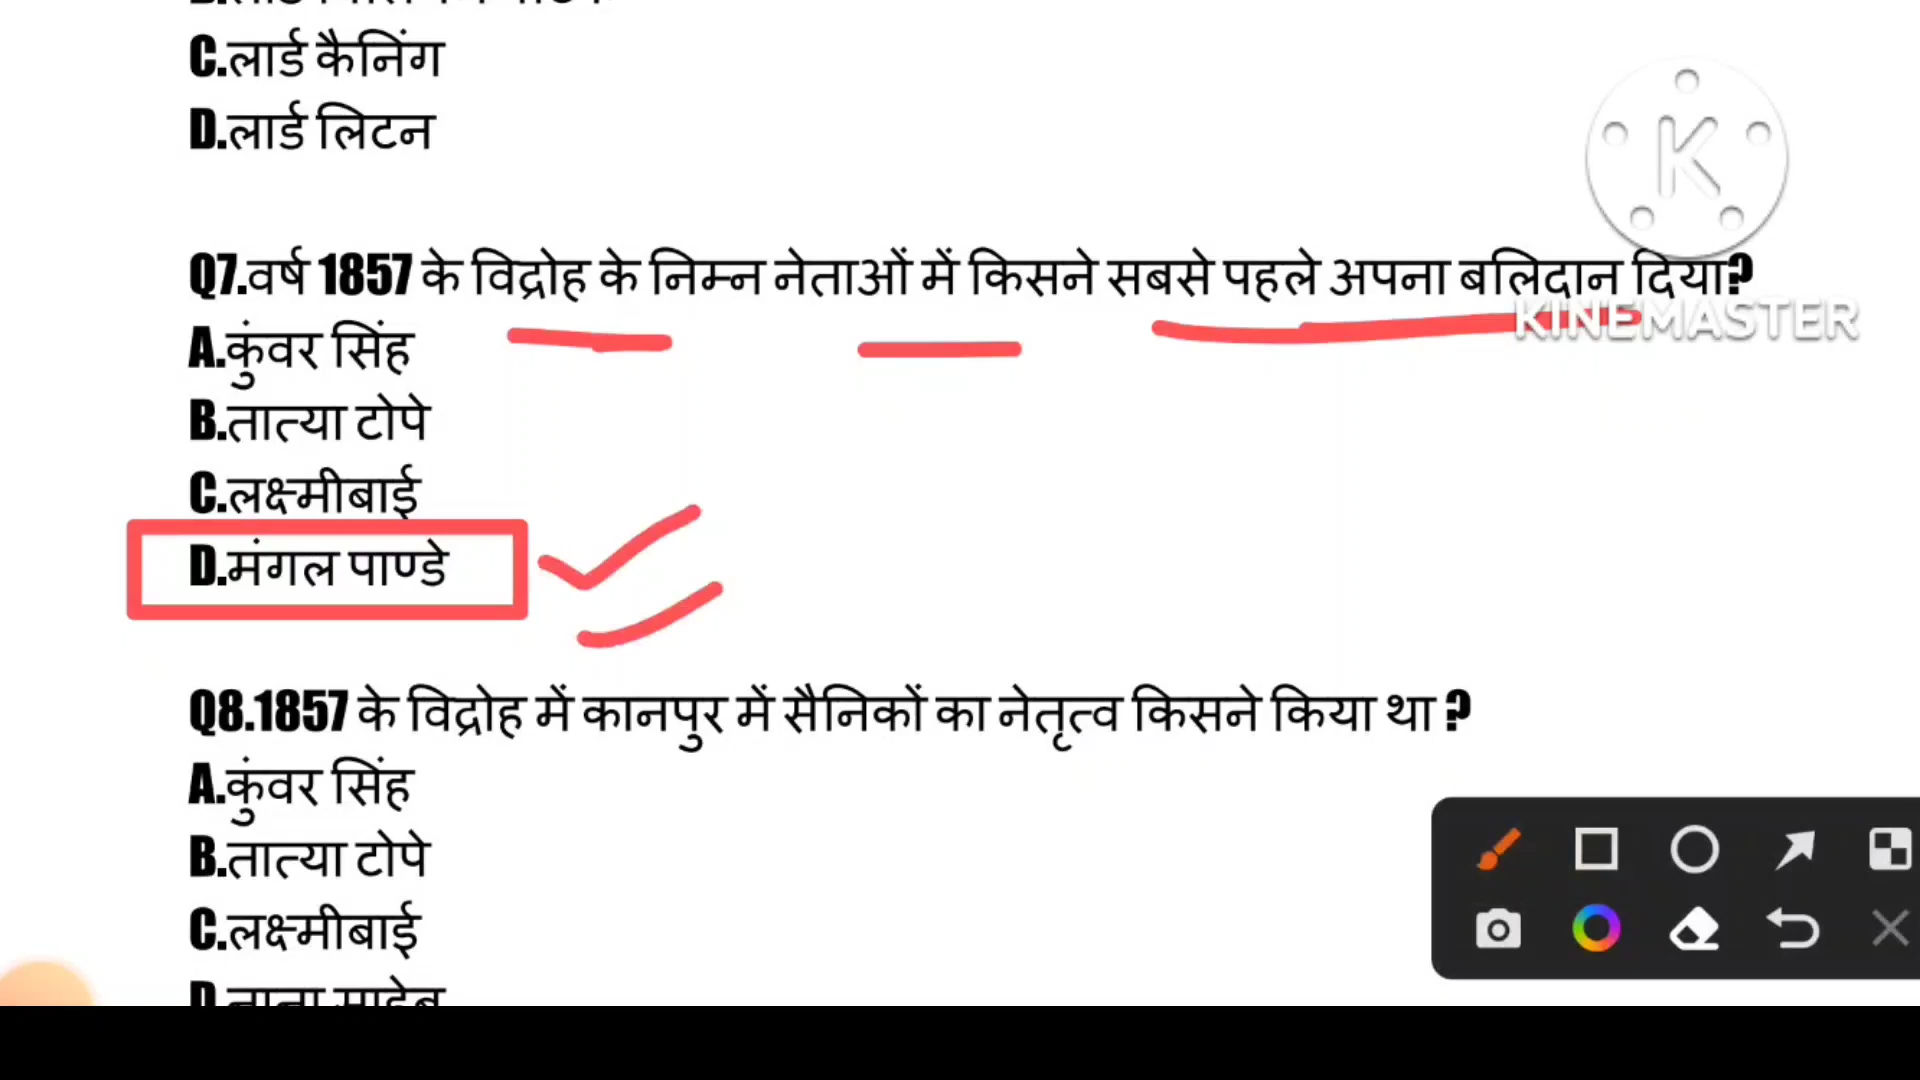 C.लार्ड कैनिंग
D.लार्ड लिटन
Q7.वर्ष 1857 के विद्रोह के निम्न नेताओं में किसने सबसे पहले अपना बलिदान दिया?
A.कुंवर सिंह
B.तात्या टोपे
C.लक्ष्मीबाई
D.मंगल पाण्डे
Q8.1857 के विद्रोह में कानपुर में सैनिकों का नेतृत्व किसने किया था ?
A.कुंवर सिंह
B.तात्या टोपे
C.लक्ष्मीबाई
D.नाना साहेब
K
KINEMASTER